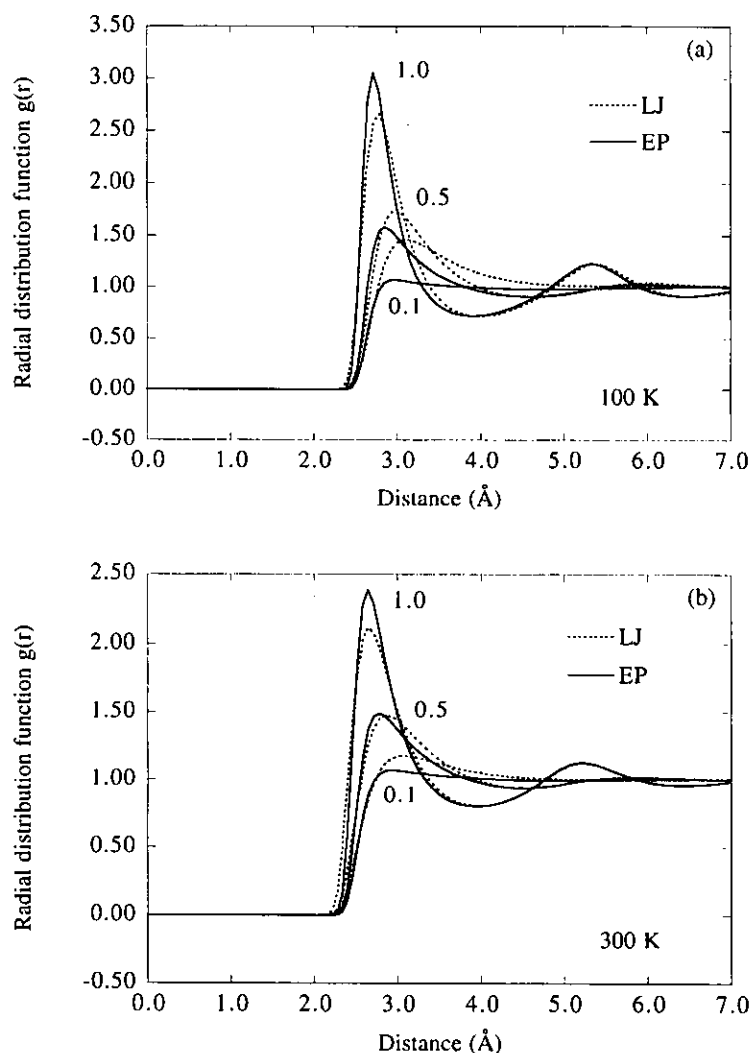 (a)
Radial distribution function g(r)
3.50
3.00
2.50
2.00
1.50
1.00
0.50
0.00
-0.50
1.0
0.5
0.1
LJ
EP
100 K
0.0 1.0 2.0 3.0 4.0 5.0 6.0 7.0
Distance (Å)
(b)
Radial distribution function g(r)
2.50
2.00
1.50
1.00
0.50
0.00
-0.50
1.0
0.5
0.1
LJ
EP
300 K
0.0 1.0 2.0 3.0 4.0 5.0 6.0 7.0
Distance (Å)